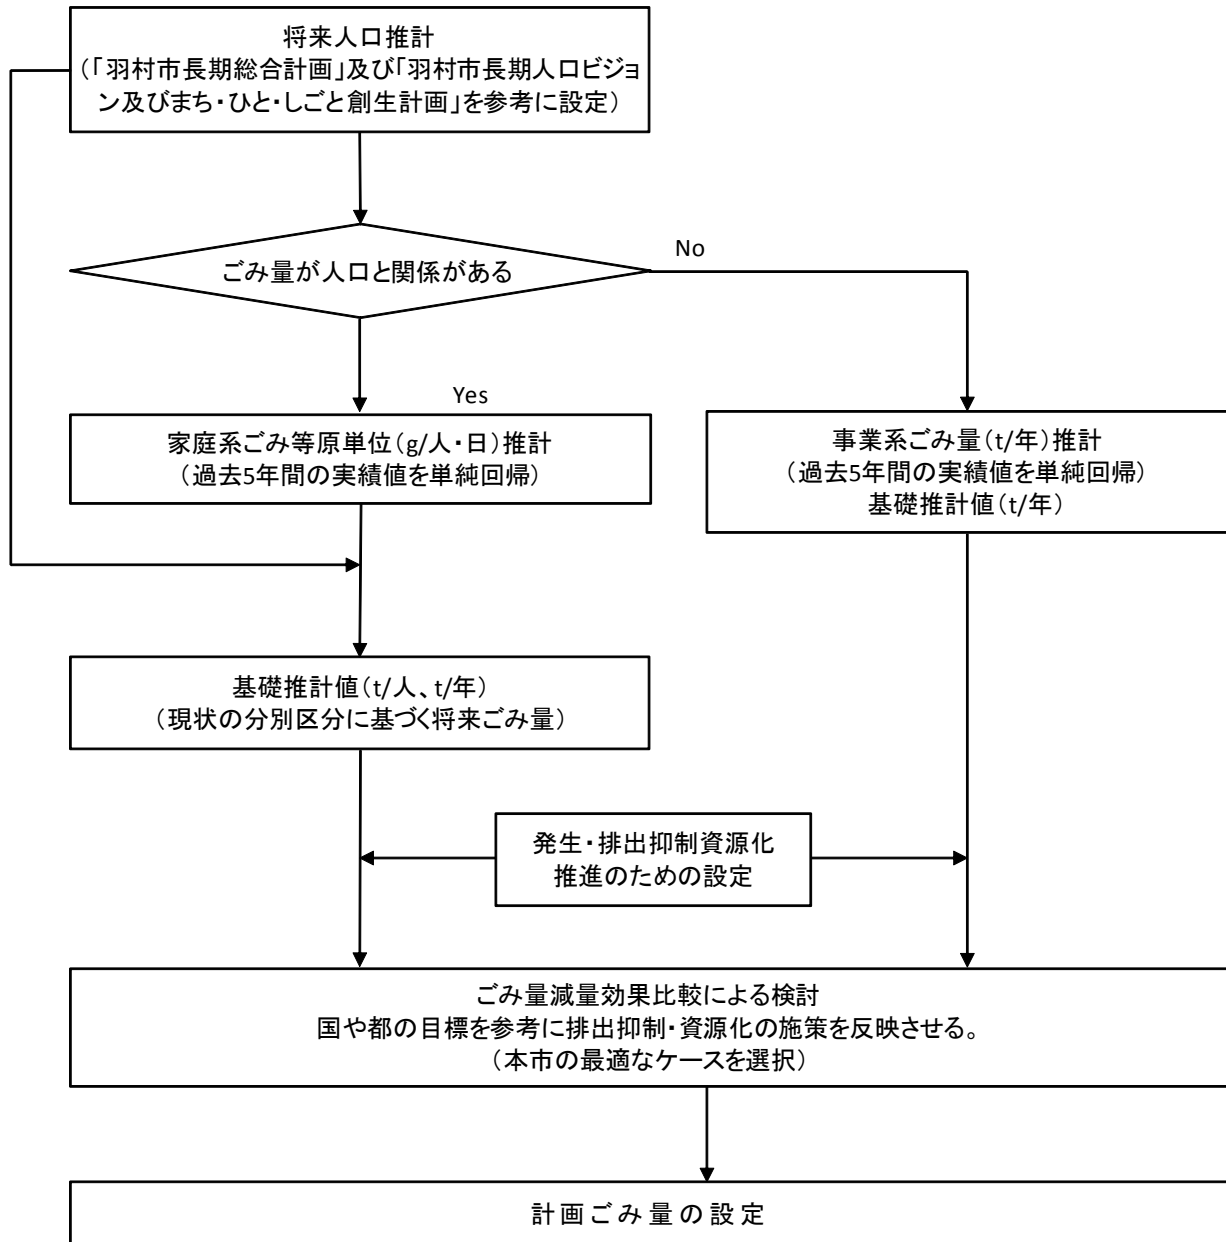 将来人口推計
(「羽村市長期総合計画」及び「羽村市長期人口ビジョ
ン及びまち・ひと・しごと創生計画」を参考に設定)
ごみ量が人口と関係がある
No
Yes
家庭系ごみ等原単位(g/人・日)推計
(過去5年間の実績値を単純回帰)
事業系ごみ量(t/年)推計
(過去5年間の実績値を単純回帰)
基礎推計値(t/年)
基礎推計値(t/人、t/年)
(現状の分別区分に基づく将来ごみ量)
発生・排出抑制資源化
推進のための設定
ごみ量減量効果比較による検討
国や都の目標を参考に排出抑制・資源化の施策を反映させる。
(本市の最適なケースを選択)
計画ごみ量の設定